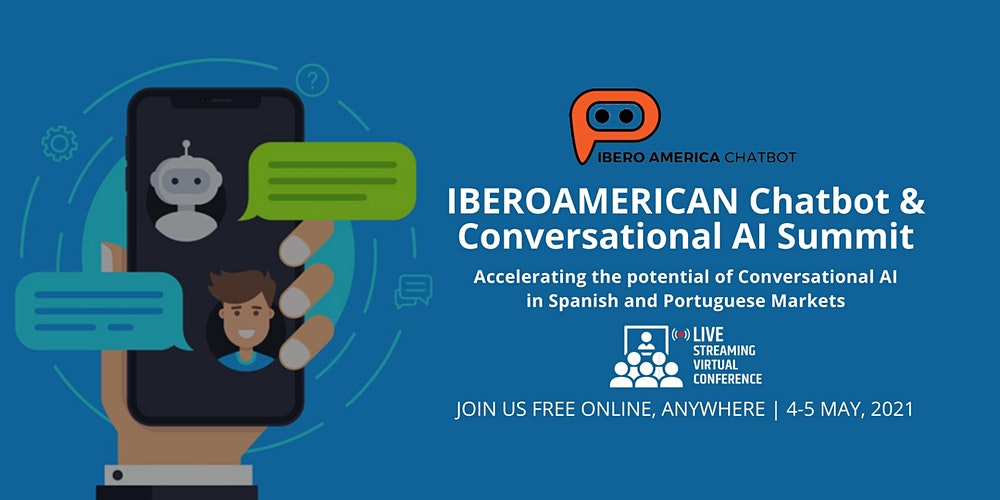 ?
IBERO AMERICA CHATBOT
IBEROAMERICAN Chatbot &
Conversational AI Summit
Accelerating the potential of Conversational AI
in Spanish and Portuguese Markets
LIVE
STREAMING
VIRTUAL
CONFERENCE
JOIN US FREE ONLINE, ANYWHERE | 4-5 MAY, 2021